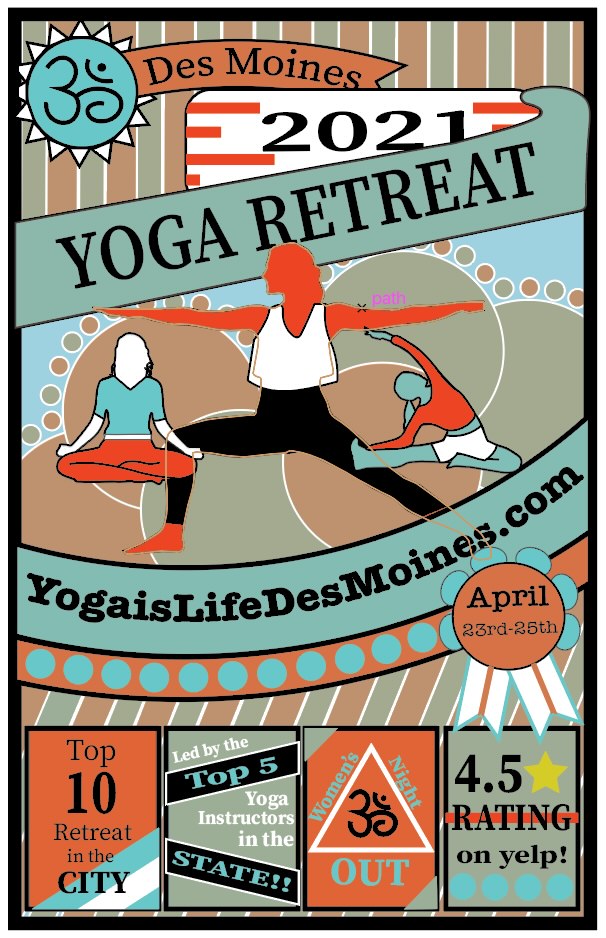 ॐ
Des Moines
2021
YOGA RETREAT
path
YogaisLifeDesMoines.com
April
23rd-25th
Top
10
Retreat
in the
CITY
Led by the
Top 5
Yoga
Instructors
in the
STATE!!
Women's
Night
ॐ
OUT
4.5
RATING
on yelp!